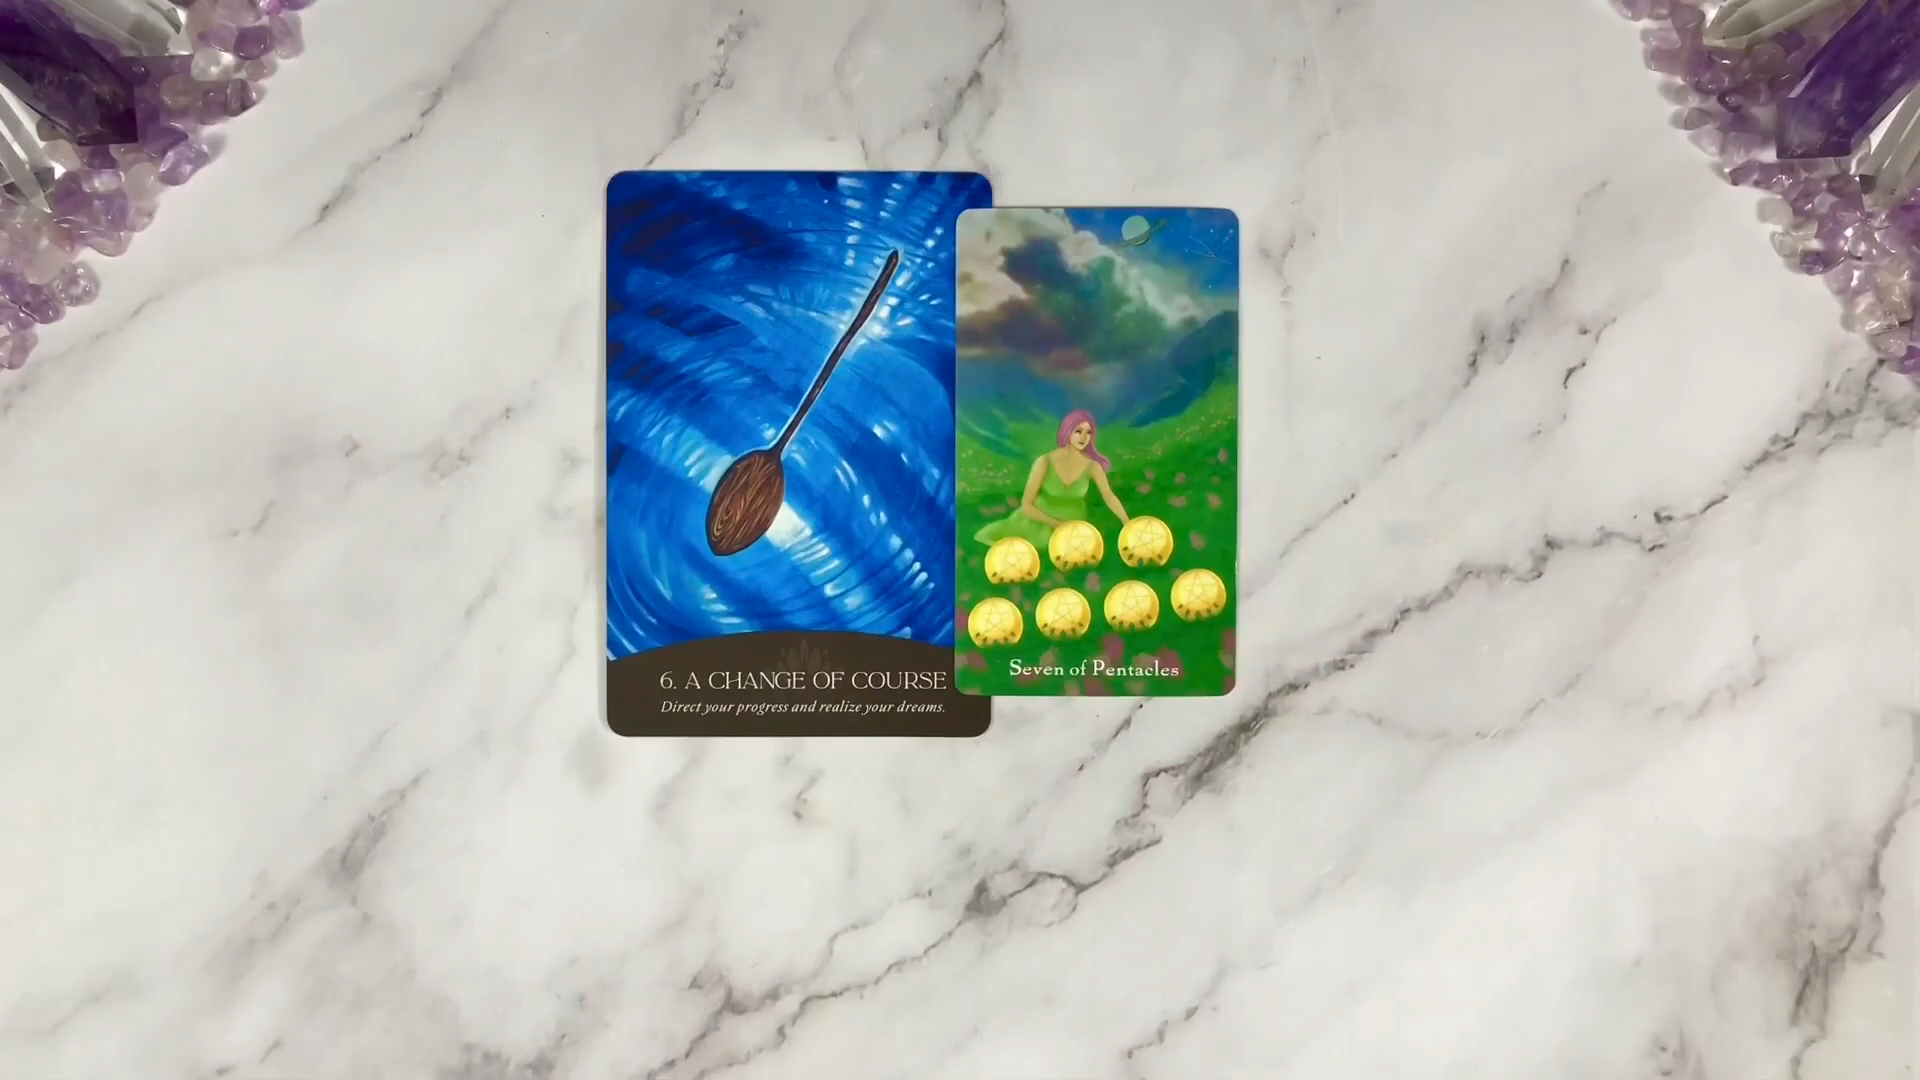 6. A CHANGE OF COURSE
Direct your progress and realize your dreams.
Seven of Pentacles